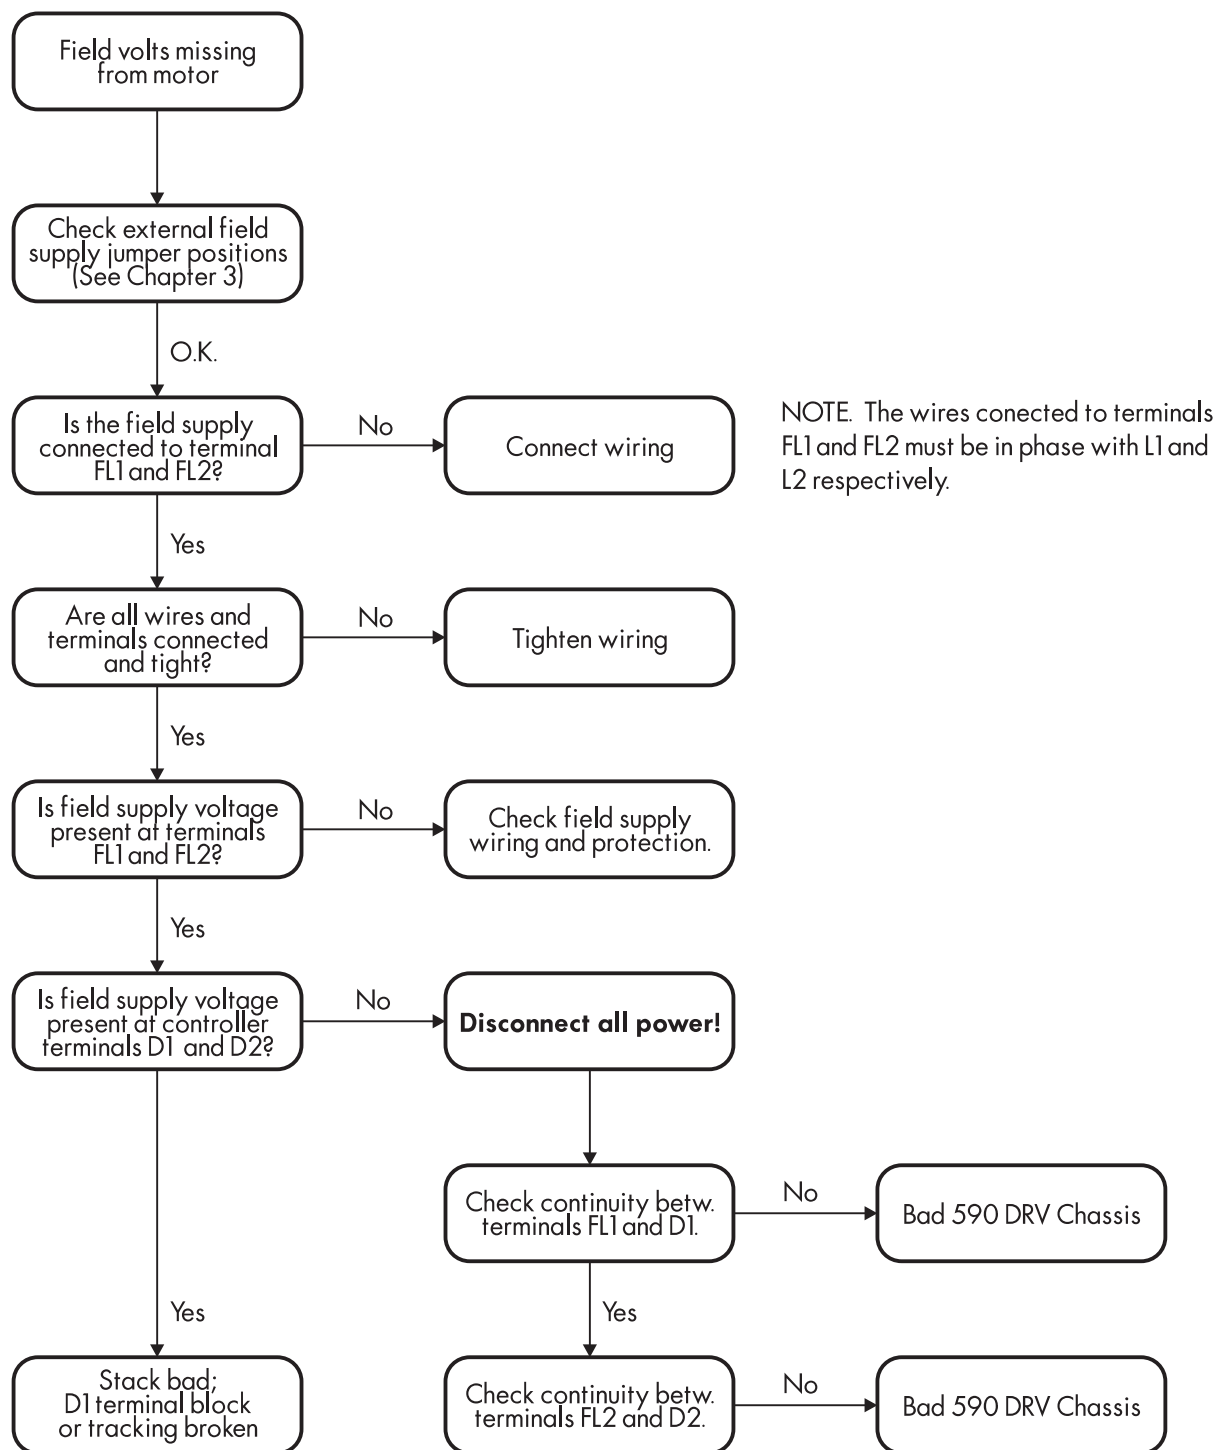 Field volts missing
from motor
Check external field
supply jumper positions
(See Chapter 3)
O.K.
Is the field supply
connected to terminal
FL1 and FL2?
No
Connect wiring
NOTE. The wires conected to terminals
FL1 and FL2 must be in phase with L1 and
L2 respectively.
Yes
Are all wires and
terminals connected
and tight?
No
Tighten wiring
Yes
Is field supply voltage
present at terminals
FL1 and FL2?
No
Check field supply
wiring and protection.
Yes
Is field supply voltage
present at controller
terminals D1 and D2?
No
Disconnect all power!
Check continuity betw.
terminals FL1 and D1.
No
Bad 590 DRV Chassis
Yes
Yes
Stack bad;
D1 terminal block
or tracking broken
Check continuity betw.
terminals FL2 and D2.
No
Bad 590 DRV Chassis